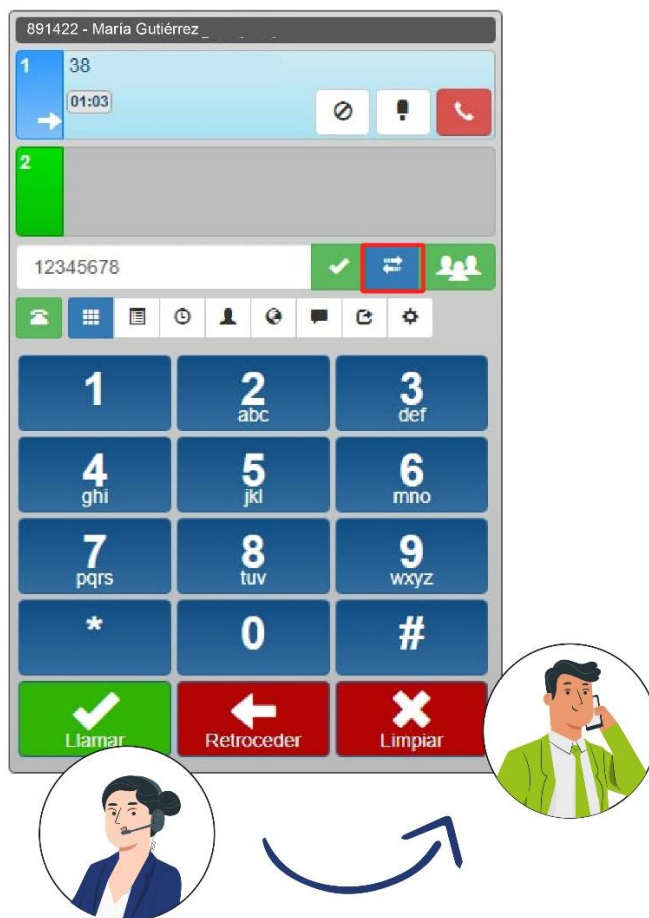 891422 - María Gutiérrez
1 38
01:03
2
12345678
1 2 3
abc def
4 5 6
ghi jkl mno
7 8 9
pqrs tuv wxyz
* 0 #
Llamar Retroceder Limpiar